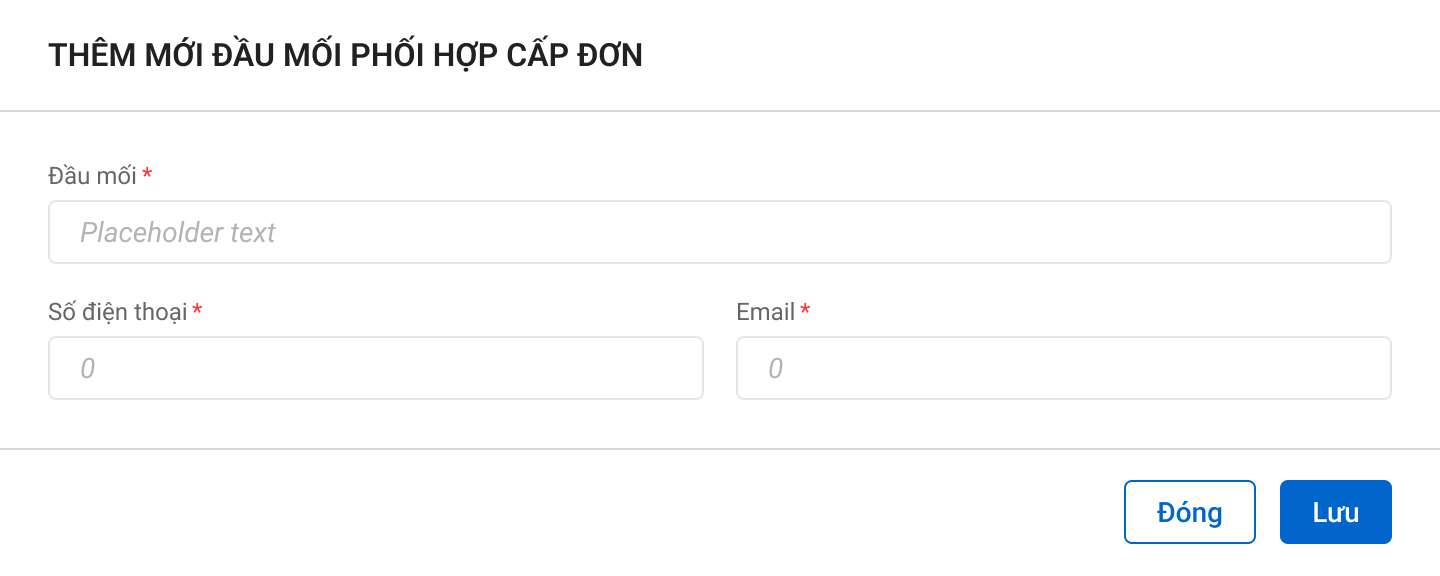 THÊM MỚI ĐẦU MỐI PHỐI HỢP CẤP ĐƠN
Đầu mối *
Placeholder text
Số điện thoại * Email *
0 0
Đóng Lưu